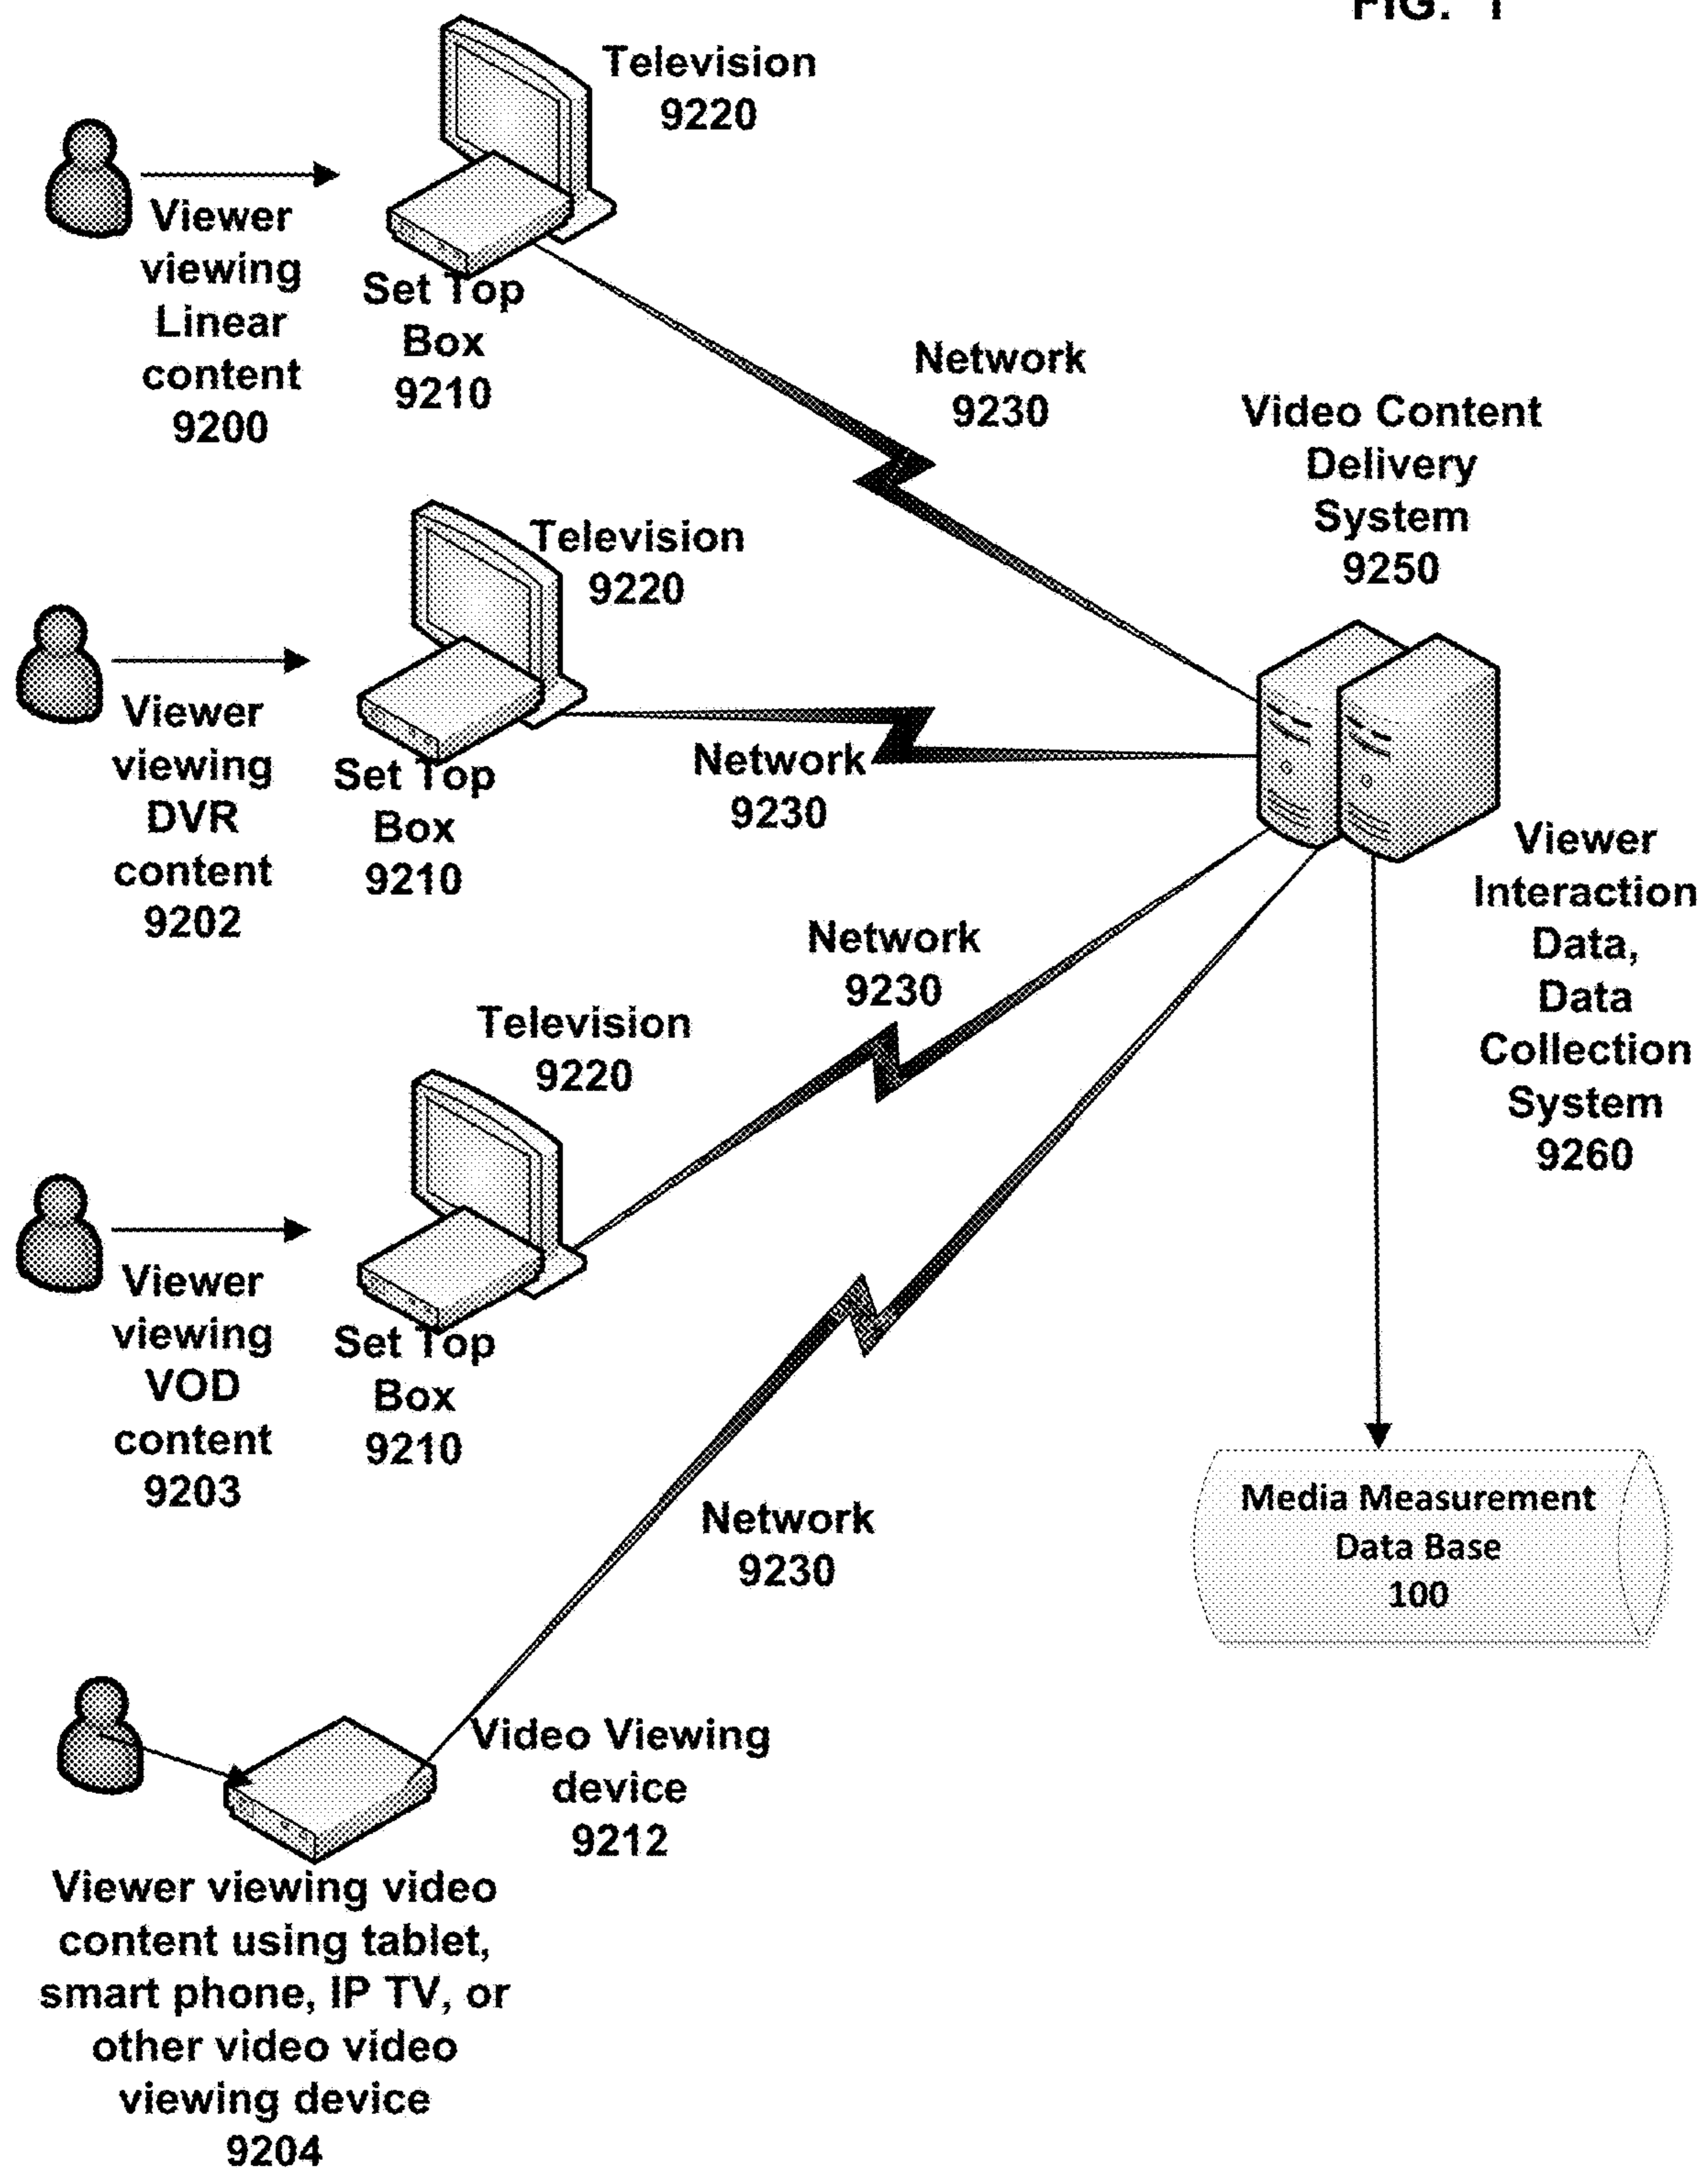 FIG. 1
Television
9220
Viewer
viewing
Linear
content
9200
Set Top
Box
9210
Network
9230
Video Content
Delivery
System
9250
Television
9220
Viewer
viewing
DVR
content
9202
Set Top
Box
9210
Network
9230
Viewer
Interaction
Data,
Data
Collection
System
9260
Network
9230
Television
9220
Viewer
viewing
VOD
content
9203
Set Top
Box
9210
Network
9230
Media Measurement
Data Base
100
Video Viewing
device
9212
Viewer viewing video
content using tablet,
smart phone, IP TV, or
other video video
viewing device
9204